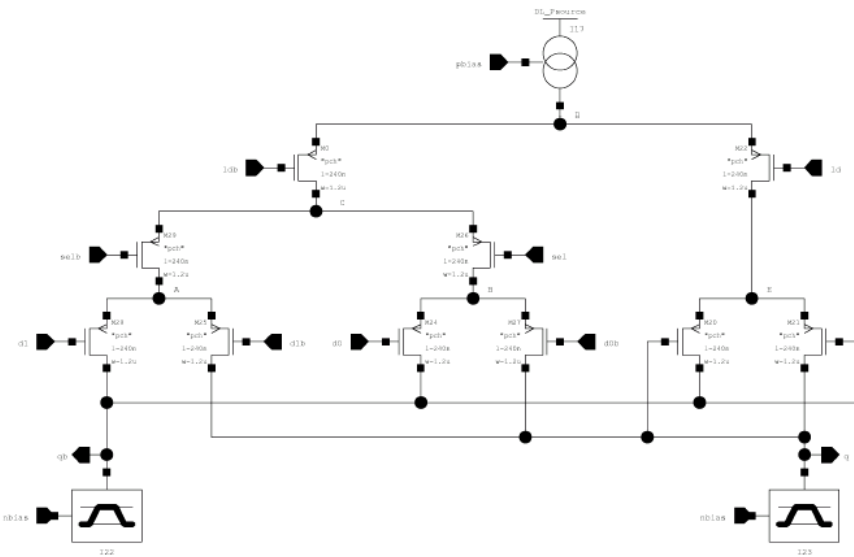 DL_Psource
I17
pbias
D
M0
"pch"
l=240n
w=1.2u
ldb
M22
"pch"
l=240n
w=1.2u
ld
C
M29
"pch"
l=240n
w=1.2u
selb
"pch"
l=240n
w=1.2u
sel
A
B
E
M25
"pch"
l=240n
w=1.2u
d1
"pch"
l=240n
w=1.2u
d1b
M24
"pch"
l=240n
w=1.2u
d0
M27
"pch"
l=240n
w=1.2u
d0b
M20
"pch"
l=240n
w=1.2u
M21
"pch"
l=240n
w=1.2u
qb
q
nbias
nbias
I22
I23